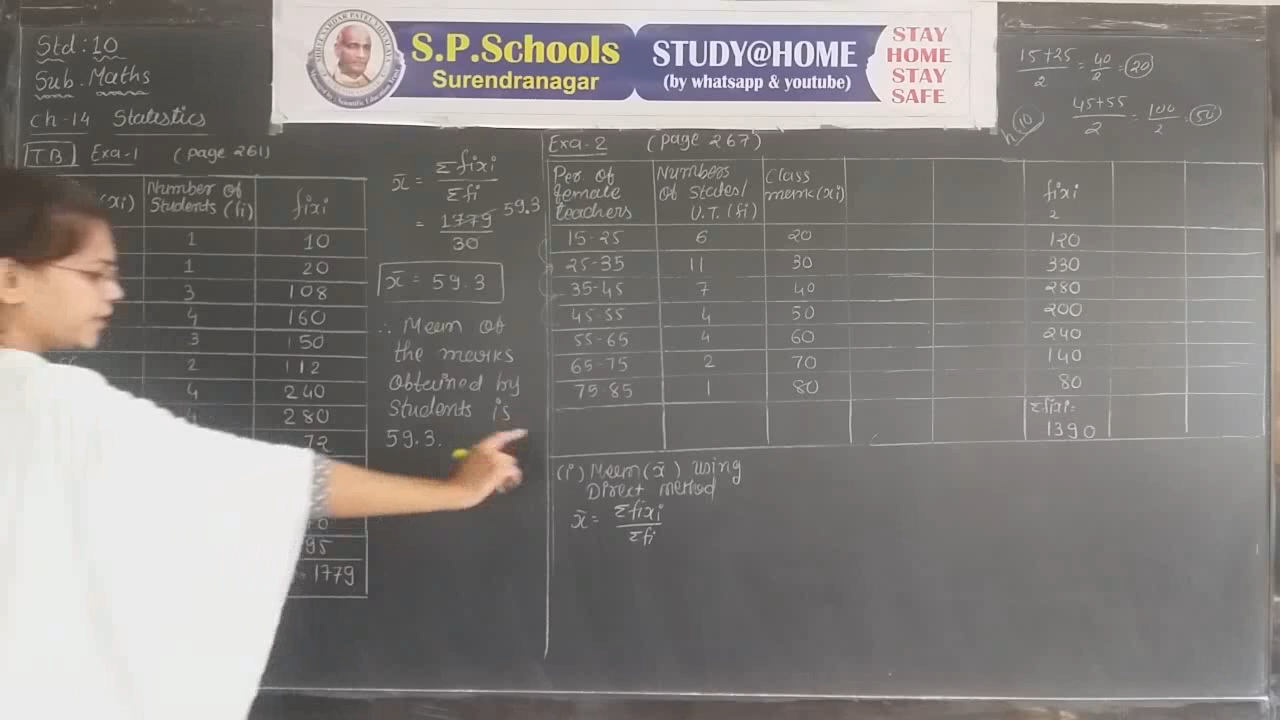 Std: 10
Sub. Maths
Ch-14 Statistics
TB Exa-1 (page 261)
S.P.Schools
Surendranagar
STUDY@HOME
(by whatsapp & youtube)
STAY
HOME
STAY
SAFE
15+25/2 = 40/2 = 20
45+55/2 = 100/2 = 50
h=10
(xi) Number of Students (fi) fixi
1 10
1 20
3 108
4 160
3 150
2 112
4 240
4 280
72
95
1779
x̄ = Σfixi/Σfi
= 1779/30 59.3
x̄ = 59.3
∴ Mean of
the marks
obtained by
Students is
59.3.
Exa-2 (page 267)
Per of female teachers Numbers of States/ U.T. (fi) Class mark (xi) fixi 2
15-25 6 20 120
25-35 11 30 330
35-45 7 40 280
45-55 4 50 200
55-65 4 60 240
65-75 2 70 140
75-85 1 80 80
Σfixi=
1390
(i) Mean (x̄) using
Direct method
x̄ = Σfixi/Σfi